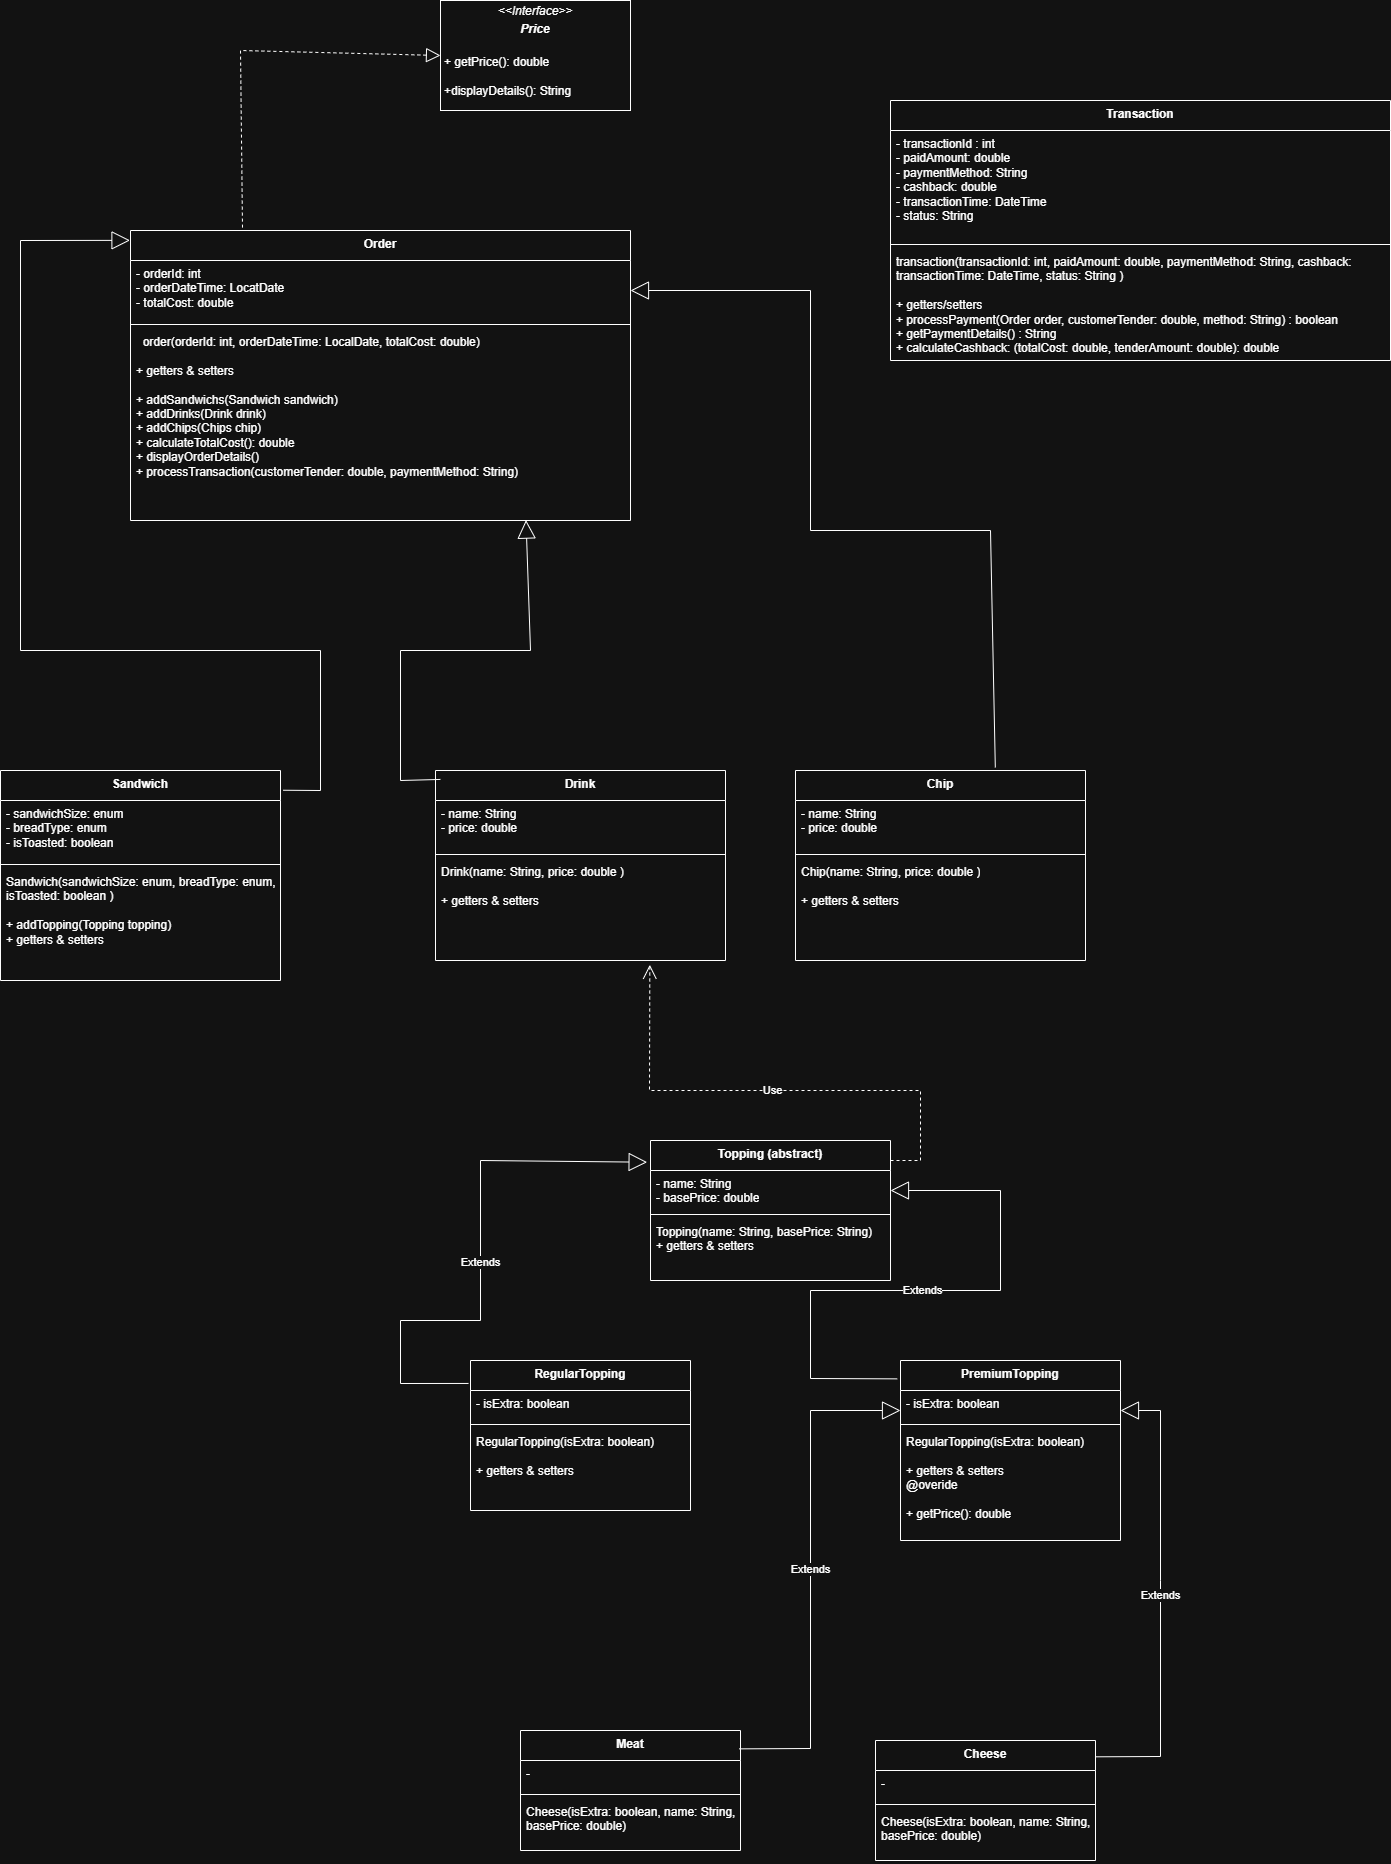 <<Interface>>
Price
+ getPrice(): double
+displayDetails(): String
Transaction
- transactionId : int
- paidAmount: double
- paymentMethod: String
- cashback: double
- transactionTime: DateTime
- status: String
transaction(transactionId: int, paidAmount: double, paymentMethod: String, cashback:
transactionTime: DateTime, status: String )
+ getters/setters
+ processPayment(Order order, customerTender: double, method: String) : boolean
+ getPaymentDetails() : String
+ calculateCashback: (totalCost: double, tenderAmount: double): double
Order
- orderId: int
- orderDateTime: LocatDate
- totalCost: double
order(orderId: int, orderDateTime: LocalDate, totalCost: double)
+ getters & setters
+ addSandwichs(Sandwich sandwich)
+ addDrinks(Drink drink)
+ addChips(Chips chip)
+ calculateTotalCost(): double
+ displayOrderDetails()
+ processTransaction(customerTender: double, paymentMethod: String)
Sandwich
- sandwichSize: enum
- breadType: enum
- isToasted: boolean
Sandwich(sandwichSize: enum, breadType: enum,
isToasted: boolean )
+ addTopping(Topping topping)
+ getters & setters
Drink
- name: String
- price: double
Drink(name: String, price: double )
+ getters & setters
Chip
- name: String
- price: double
Chip(name: String, price: double )
+ getters & setters
Use
Topping (abstract)
- name: String
- basePrice: double
Topping(name: String, basePrice: String)
+ getters & setters
Extends
Extends
RegularTopping
- isExtra: boolean
RegularTopping(isExtra: boolean)
+ getters & setters
PremiumTopping
- isExtra: boolean
RegularTopping(isExtra: boolean)
+ getters & setters
@overide
+ getPrice(): double
Extends
Extends
Meat
-
Cheese(isExtra: boolean, name: String,
basePrice: double)
Cheese
-
Cheese(isExtra: boolean, name: String,
basePrice: double)